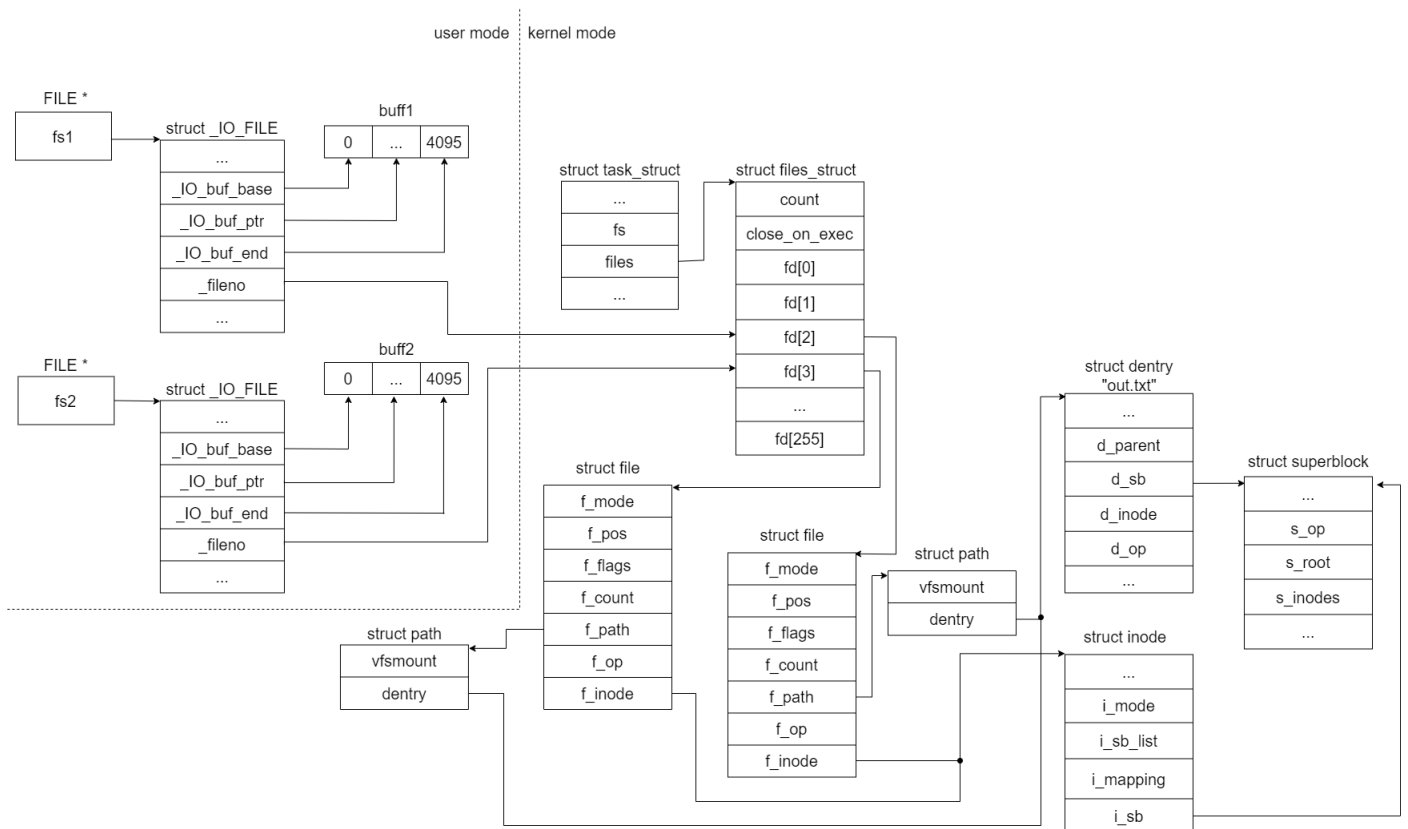 user mode
kernel mode
FILE *
fs1
struct _IO_FILE
...
_IO_buf_base
_IO_buf_ptr
_IO_buf_end
_fileno
...
buff1
0
...
4095
FILE *
fs2
struct _IO_FILE
...
_IO_buf_base
_IO_buf_ptr
_IO_buf_end
_fileno
...
buff2
0
...
4095
struct task_struct
...
fs
files
...
struct files_struct
count
close_on_exec
fd[0]
fd[1]
fd[2]
fd[3]
...
fd[255]
struct file
f_mode
f_pos
f_flags
f_count
f_path
f_op
f_inode
struct path
vfsmount
dentry
struct file
f_mode
f_pos
f_flags
f_count
f_path
f_op
f_inode
struct path
vfsmount
dentry
struct dentry
"out.txt"
...
d_parent
d_sb
d_inode
d_op
...
struct superblock
...
s_op
s_root
s_inodes
...
struct inode
...
i_mode
i_sb_list
i_mapping
i_sb